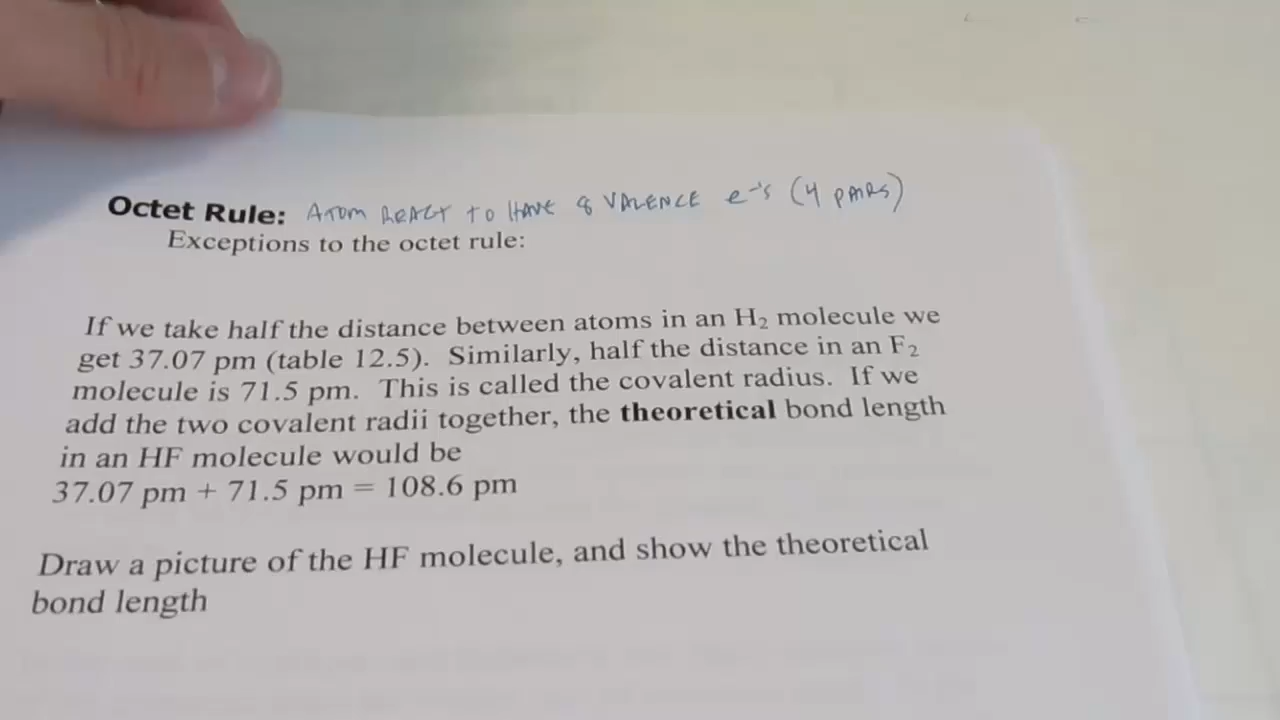 Octet Rule: ATOM REACT TO HAVE 8 VALENCE e⁻'s (4 PAIRS)
Exceptions to the octet rule:
If we take half the distance between atoms in an H₂ molecule we
get 37.07 pm (table 12.5). Similarly, half the distance in an F₂
molecule is 71.5 pm. This is called the covalent radius. If we
add the two covalent radii together, the theoretical bond length
in an HF molecule would be
37.07 pm + 71.5 pm = 108.6 pm
Draw a picture of the HF molecule, and show the theoretical
bond length